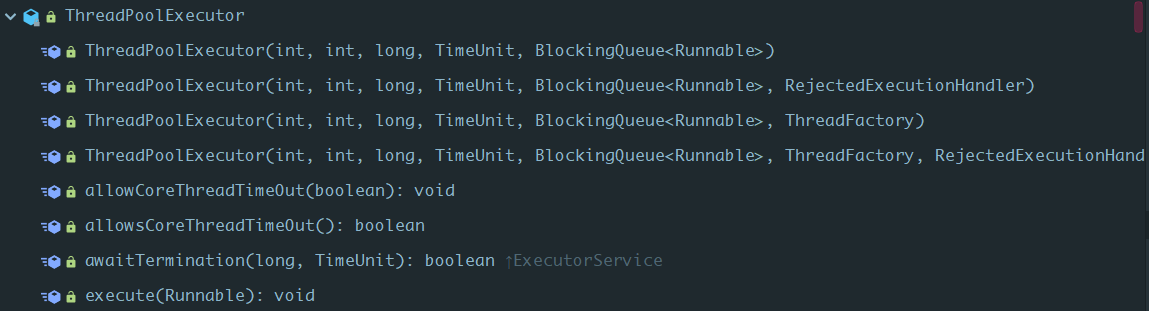 ThreadPoolExecutor
ThreadPoolExecutor(int, int, long, TimeUnit, BlockingQueue<Runnable>)
ThreadPoolExecutor(int, int, long, TimeUnit, BlockingQueue<Runnable>, RejectedExecutionHandler)
ThreadPoolExecutor(int, int, long, TimeUnit, BlockingQueue<Runnable>, ThreadFactory)
ThreadPoolExecutor(int, int, long, TimeUnit, BlockingQueue<Runnable>, ThreadFactory, RejectedExecutionHand
allowCoreThreadTimeOut(boolean): void
allowsCoreThreadTimeOut(): boolean
awaitTermination(long, TimeUnit): boolean ↑ExecutorService
execute(Runnable): void